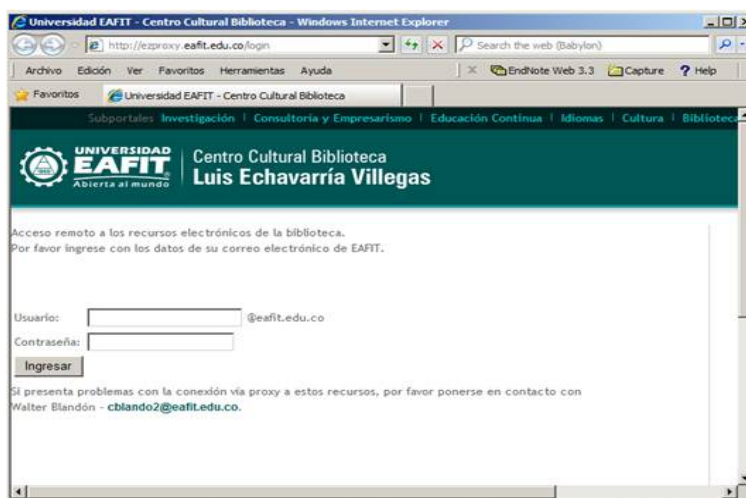 Universidad EAFIT - Centro Cultural Biblioteca - Windows Internet Explorer
http://ezproxy.eafit.edu.co/login
Search the web (Babylon)
Archivo Edición Ver Favoritos Herramientas Ayuda
EndNote Web 3.3 Capture ? Help
Favoritos Universidad EAFIT - Centro Cultural Biblioteca
Subportales Investigación | Consultoria y Empresarismo | Educación Continua | Idiomas | Cultura | Biblioteca
UNIVERSIDAD
EAFIT
Abierta al mundo
Centro Cultural Biblioteca
Luis Echavarría Villegas
Acceso remoto a los recursos electrónicos de la biblioteca.
Por favor ingrese con los datos de su correo electrónico de EAFIT.
Usuario: @eafit.edu.co
Contraseña:
Ingresar
Si presenta problemas con la conexión vía proxy a estos recursos, por favor ponerse en contacto con
Walter Blandón - cblando2@eafit.edu.co.